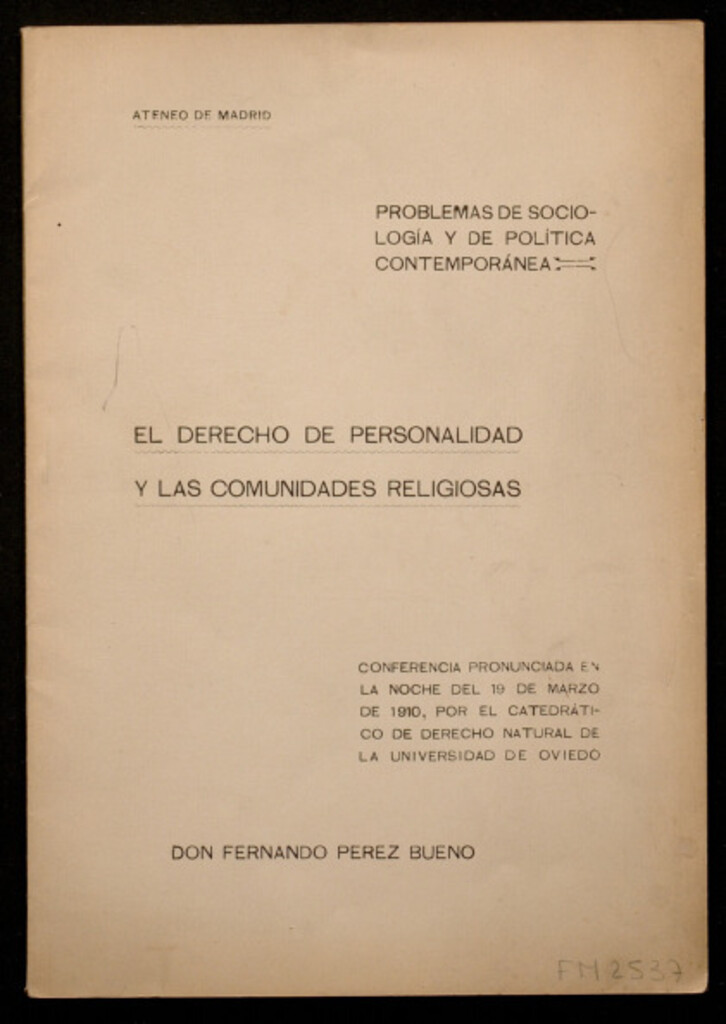 ATENEO DE MADRID
PROBLEMAS DE SOCIO-
LOGÍA Y DE POLÍTICA
CONTEMPORÁNEA
EL DERECHO DE PERSONALIDAD
Y LAS COMUNIDADES RELIGIOSAS
CONFERENCIA PRONUNCIADA EN
LA NOCHE DEL 19 DE MARZO
DE 1910, POR EL CATEDRÁTI-
CO DE DERECHO NATURAL DE
LA UNIVERSIDAD DE OVIEDO
DON FERNANDO PEREZ BUENO
FM 2537